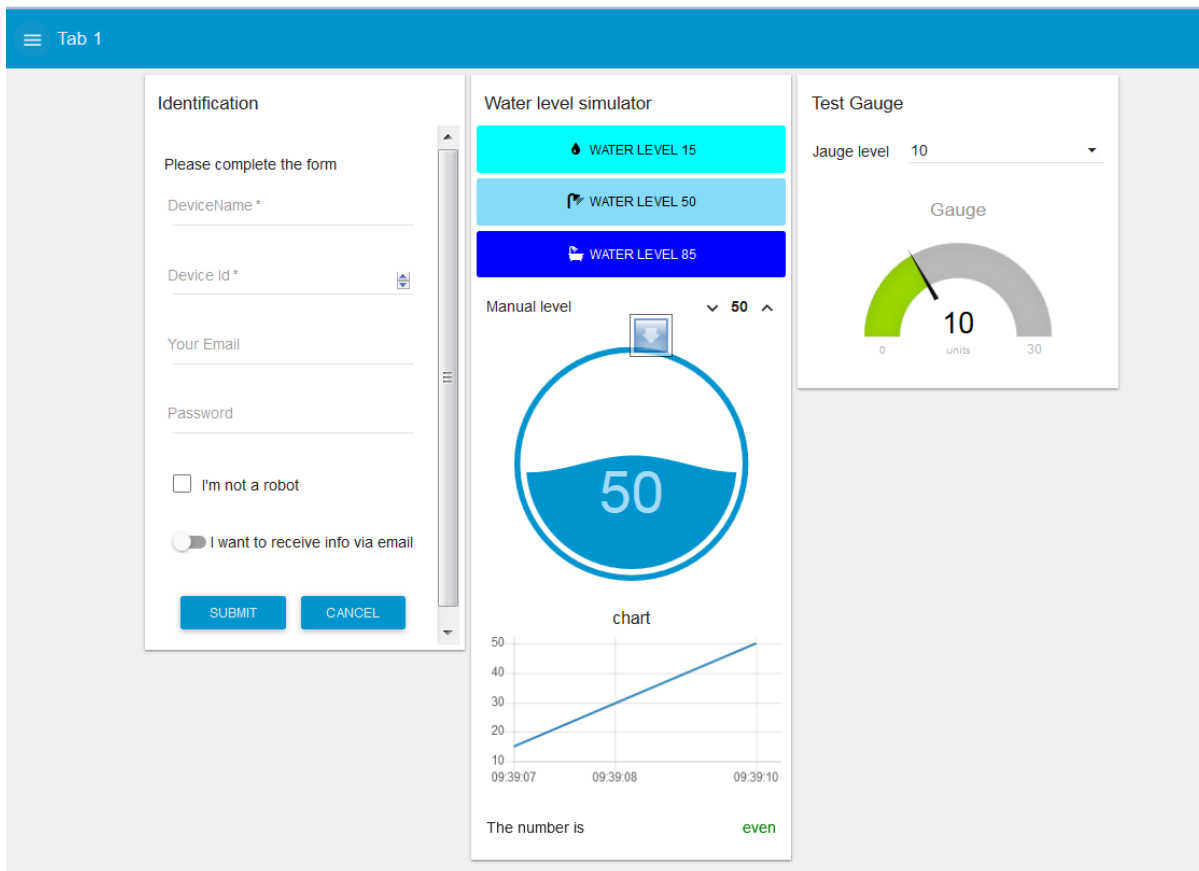 Tab 1
Identification
Please complete the form
DeviceName *
Device Id *
Your Email
Password
I'm not a robot
I want to receive info via email
SUBMIT CANCEL
Water level simulator
WATER LEVEL 15
WATER LEVEL 50
WATER LEVEL 85
Manual level 50
50
chart
50
40
30
20
10
09:39:07 09:39:08 09:39:10
The number is even
Test Gauge
Jauge level 10
Gauge
10
0 units 30